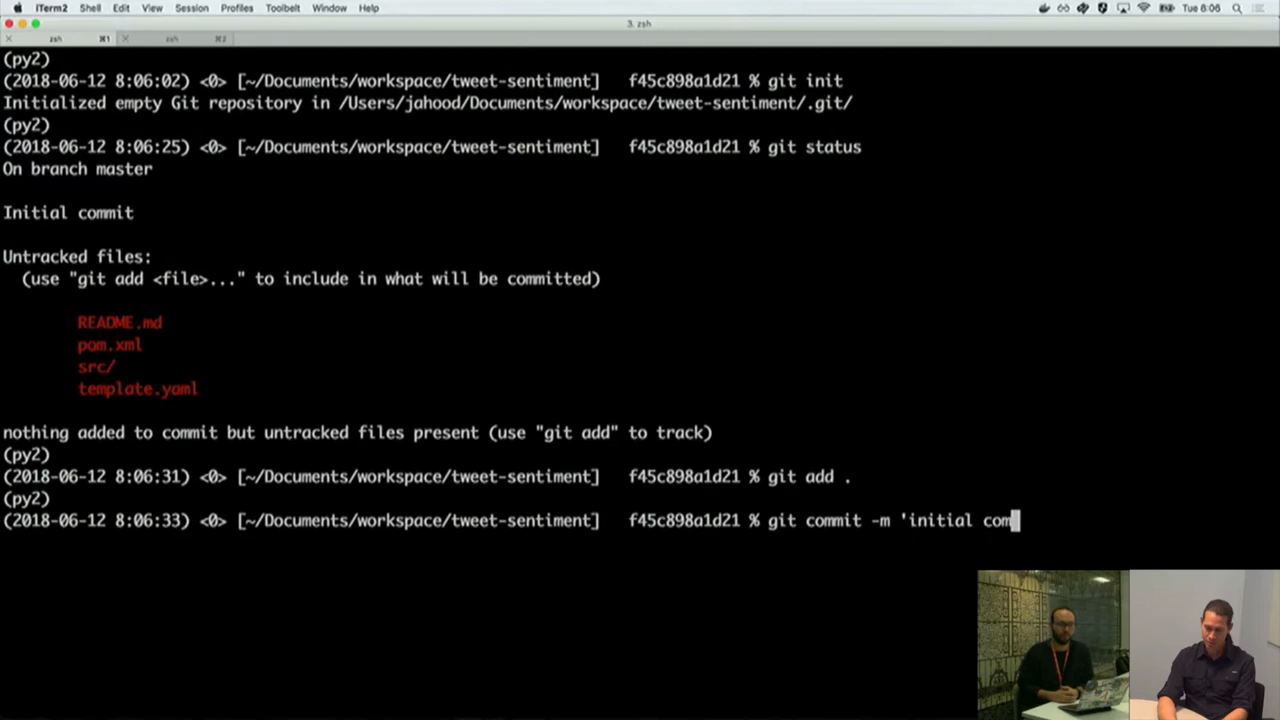 iTerm2 Shell Edit View Session Profiles Toolbelt Window Help Tue 8:06
3. zsh
zsh ⌘1 zsh ⌘2
(py2)
(2018-06-12 8:06:02) <0> [~/Documents/workspace/tweet-sentiment] f45c898a1d21 % git init
Initialized empty Git repository in /Users/jahood/Documents/workspace/tweet-sentiment/.git/
(py2)
(2018-06-12 8:06:25) <0> [~/Documents/workspace/tweet-sentiment] f45c898a1d21 % git status
On branch master
Initial commit
Untracked files:
(use "git add <file>..." to include in what will be committed)
README.md
pom.xml
src/
template.yaml
nothing added to commit but untracked files present (use "git add" to track)
(py2)
(2018-06-12 8:06:31) <0> [~/Documents/workspace/tweet-sentiment] f45c898a1d21 % git add .
(py2)
(2018-06-12 8:06:33) <0> [~/Documents/workspace/tweet-sentiment] f45c898a1d21 % git commit -m 'initial com